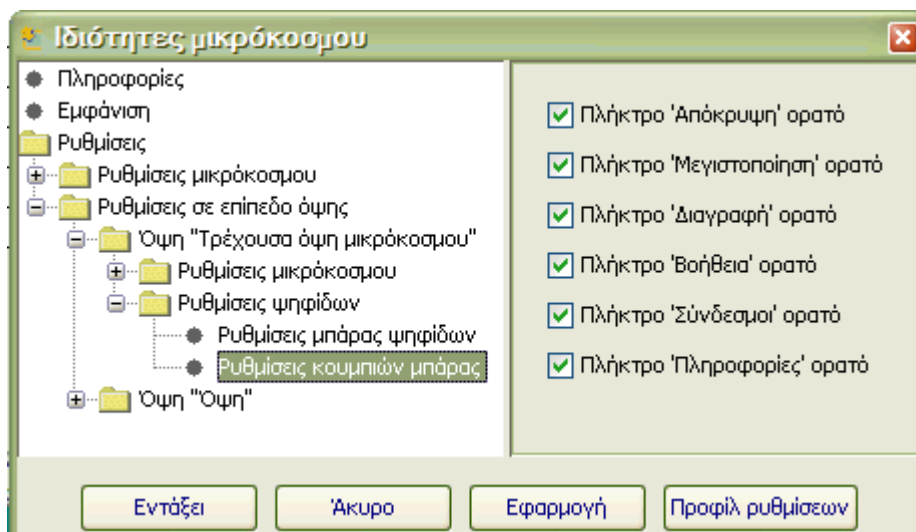 Ιδιότητες μικρόκοσμου
Πληροφορίες
Εμφάνιση
Ρυθμίσεις
Ρυθμίσεις μικρόκοσμου
Ρυθμίσεις σε επίπεδο όψης
Όψη "Τρέχουσα όψη μικρόκοσμου"
Ρυθμίσεις μικρόκοσμου
Ρυθμίσεις ψηφίδων
Ρυθμίσεις μπάρας ψηφίδων
Ρυθμίσεις κουμπιών μπάρας
Όψη "Όψη"
Πλήκτρο 'Απόκρυψη' ορατό
Πλήκτρο 'Μεγιστοποίηση' ορατό
Πλήκτρο 'Διαγραφή' ορατό
Πλήκτρο 'Βοήθεια' ορατό
Πλήκτρο 'Σύνδεσμοι' ορατό
Πλήκτρο 'Πληροφορίες' ορατό
Εντάξει Άκυρο Εφαρμογή Προφίλ ρυθμίσεων